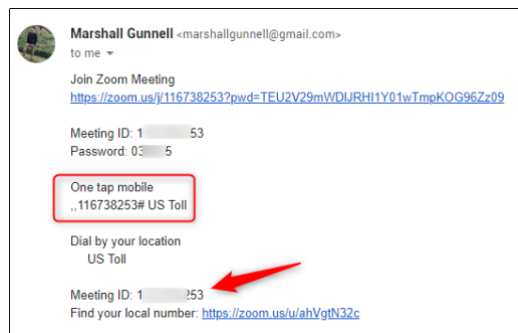 Marshall Gunnell <marshallgunnell@gmail.com>
to me
Join Zoom Meeting
https://zoom.us/j/116738253?pwd=TEU2V29mWDlJRHI1Y01wTmpKOG96Zz09
Meeting ID: 1 53
Password: 03 5
One tap mobile
,,116738253# US Toll
Dial by your location
US Toll
Meeting ID: 1 253
Find your local number: https://zoom.us/u/ahVgtN32c